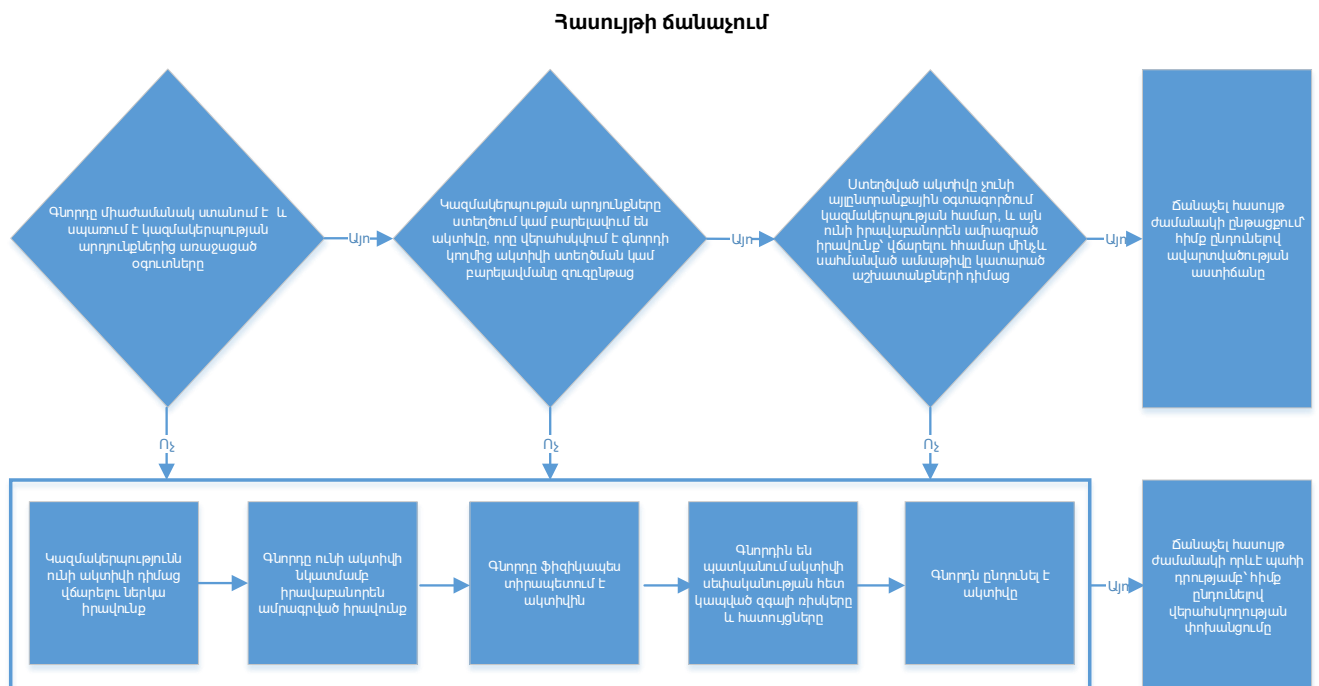 Հասույթի ճանաչում
Գնորդը միաժամանակ ստանում է և
սպառում է կազմակերպության
արդյունքներից առաջացած
օգուտները
Այո
Կազմակերպության արդյունքները
ստեղծում կամ բարելավում են
ակտիվը, որը վերահսկվում է գնորդի
կողմից ակտիվի ստեղծման կամ
բարելավմանը զուգընթաց
Այո
Ստեղծված ակտիվը չունի
այլընտրանքային օգտագործում
կազմակերպության համար, և այն
ունի իրավաբանորեն ամրագրած
իրավունք՝ վճարելու հհամար մինչև
սահմանված ամսաթիվը կատարած
աշխատանքների դիմաց
Այո
Ճանաչել հասույթ
ժամանակի ընթացքում՝
հիմք ընդունելով
ավարտվածության
աստիճանը
Ոչ
Ոչ
Ոչ
Կազմակերպությունն
ունի ակտիվի դիմաց
վճարելու ներկա
իրավունք
Գնորդը ունի ակտիվի
նկատմամբ
իրավաբանորեն
ամրագրված իրավունք
Գնորդը ֆիզիկապես
տիրապետում է
ակտիվին
Գնորդին են
պատկանում ակտիվի
սեփականության հետ
կապված զգալի ռիսկերը
և հատույցները
Գնորդն ընդունել է
ակտիվը
Այո
Ճանաչել հասույթ
ժամանակի որևէ պահի
դրությամբ՝ հիմք
ընդունելով
վերահսկողության
փոխանցումը